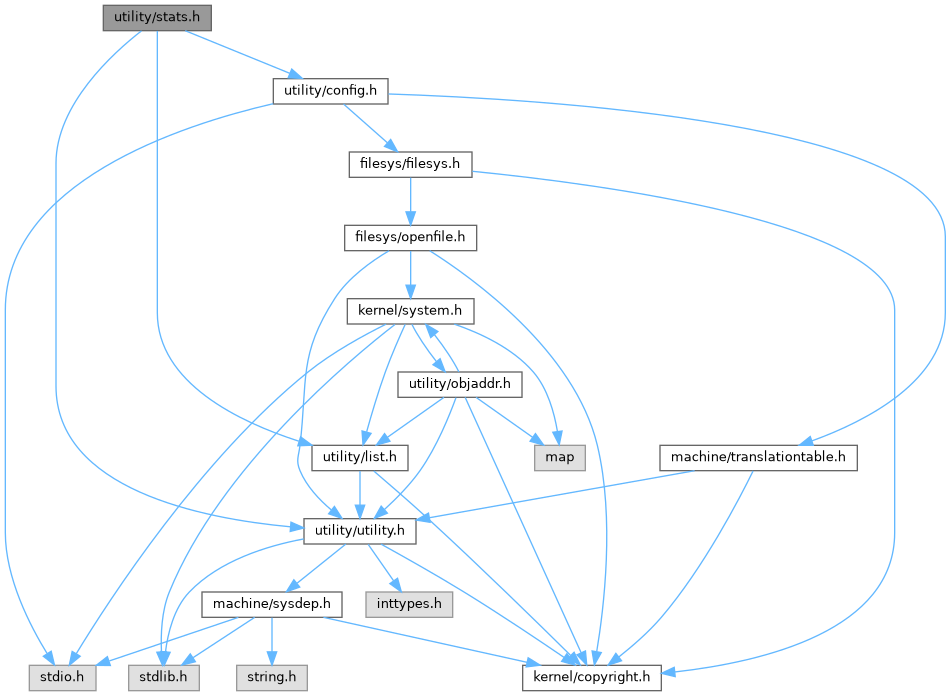 utility/stats.h
utility/config.h
filesys/filesys.h
filesys/openfile.h
kernel/system.h
utility/objaddr.h
utility/list.h
map
machine/translationtable.h
utility/utility.h
machine/sysdep.h
inttypes.h
stdio.h
stdlib.h
string.h
kernel/copyright.h